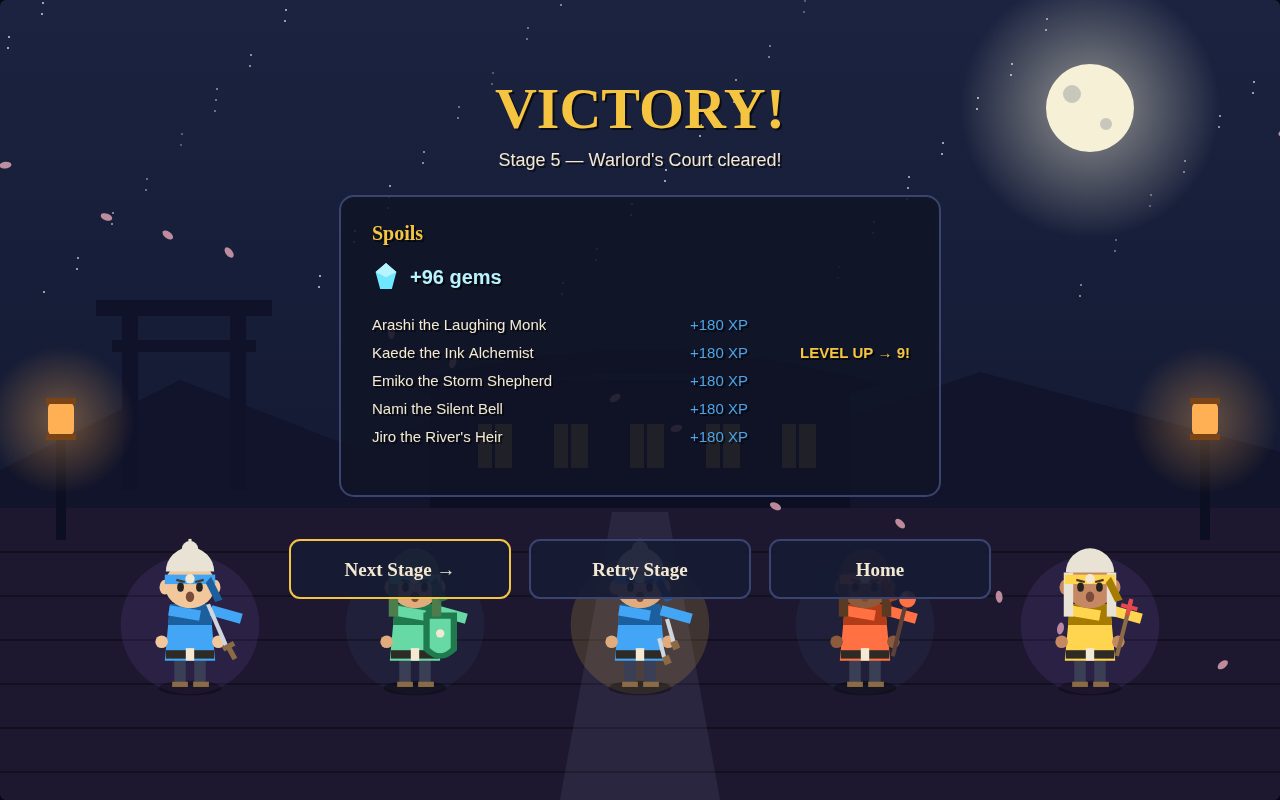 VICTORY!
Stage 5 — Warlord's Court cleared!
Spoils
+96 gems
Arashi the Laughing Monk +180 XP
Kaede the Ink Alchemist +180 XP LEVEL UP → 9!
Emiko the Storm Shepherd +180 XP
Nami the Silent Bell +180 XP
Jiro the River's Heir +180 XP
Next Stage → Retry Stage Home